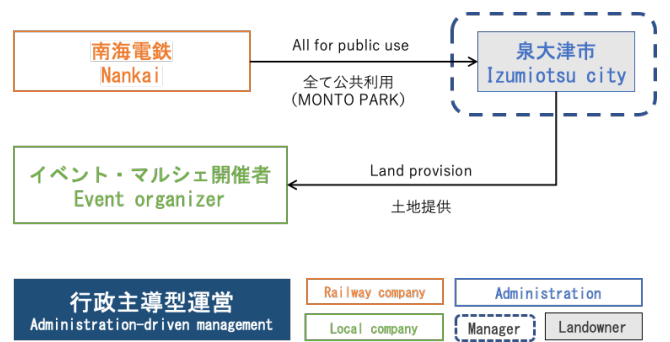 南海電鉄
Nankai
All for public use
全て公共利用
(MONTO PARK)
泉大津市
Izumiotsu city
イベント・マルシェ開催者
Event organizer
Land provision
土地提供
行政主導型運営
Administration-driven management
Railway company
Administration
Local company
Manager
Landowner